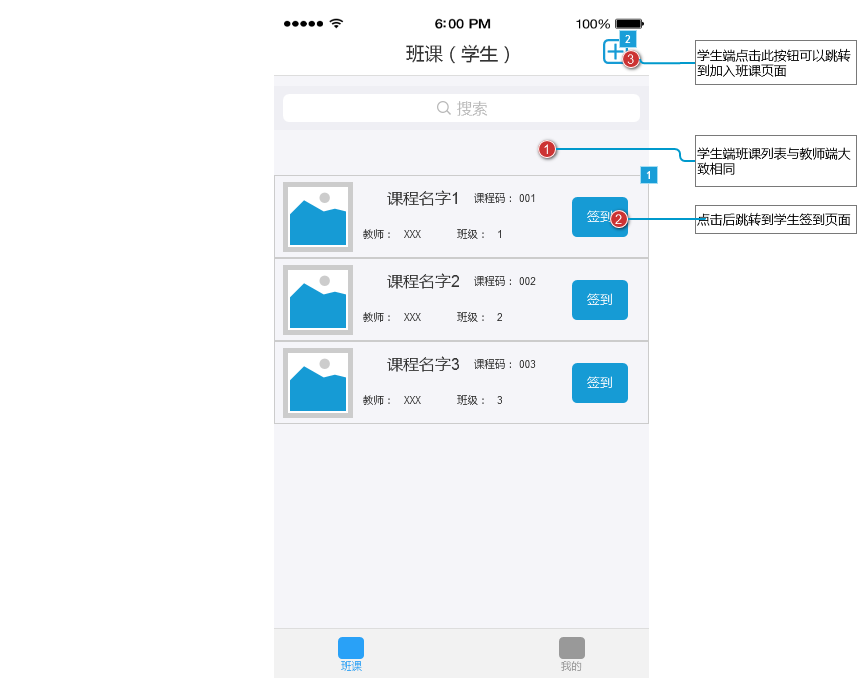 6:00 PM
100%
班课（学生）
2
3
学生端点击此按钮可以跳转
到加入班课页面
搜索
1
学生端班课列表与教师端大
致相同
1
课程名字1 课程码： 001
签到
2
点击后跳转到学生签到页面
教师： XXX 班级： 1
课程名字2 课程码： 002
签到
教师： XXX 班级： 2
课程名字3 课程码： 003
签到
教师： XXX 班级： 3
班课
我的